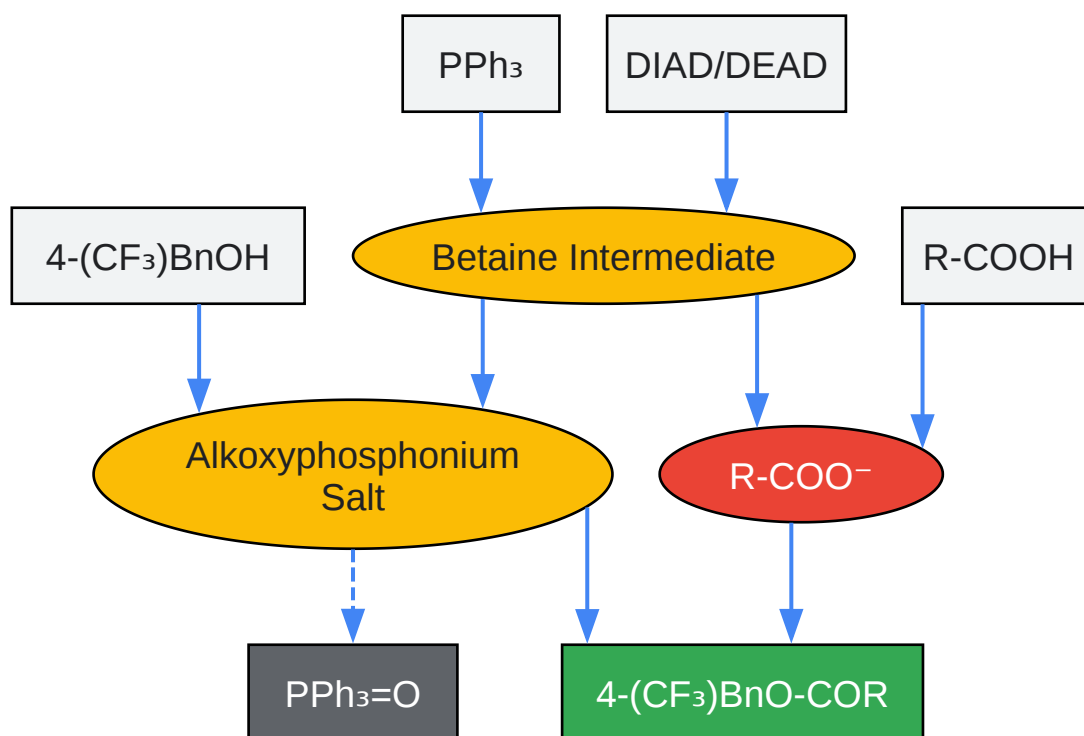 PPh₃
DIAD/DEAD
4-(CF₃)BnOH
Betaine Intermediate
R-COOH
Alkoxyphosphonium
Salt
R-COO⁻
PPh₃=O
4-(CF₃)BnO-COR